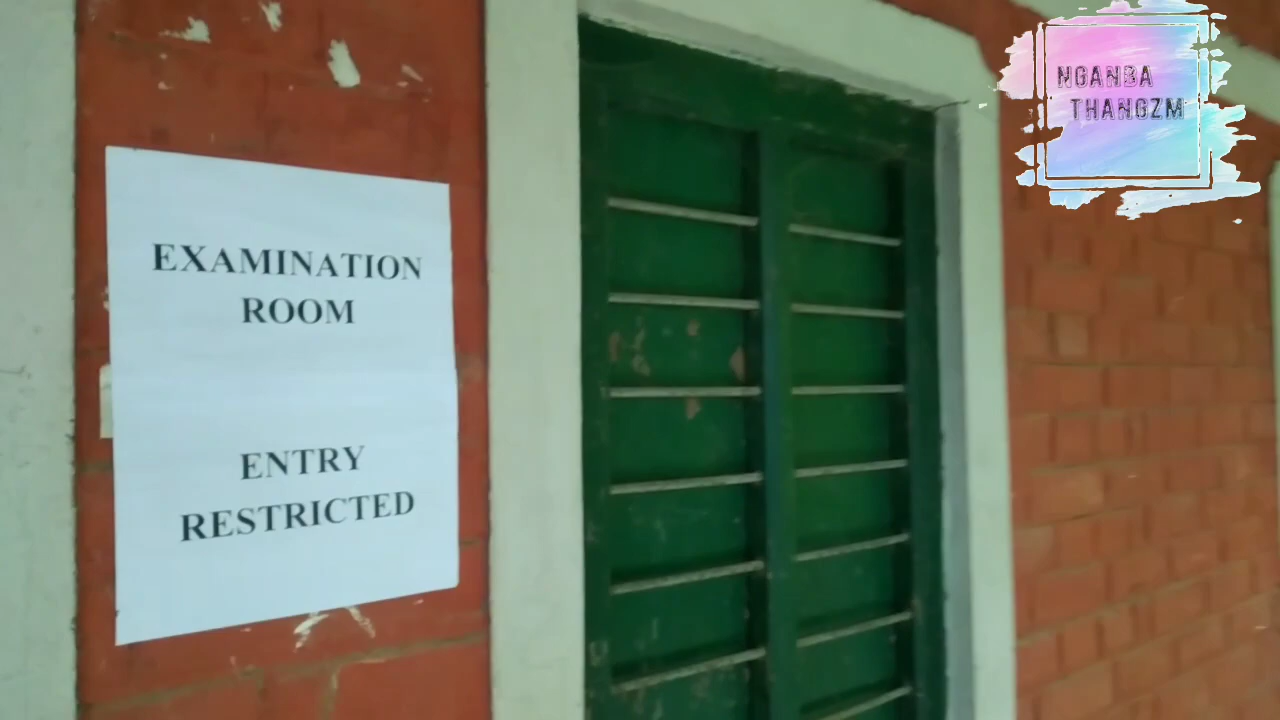 EXAMINATION
ROOM
ENTRY
RESTRICTED
NGANBA
THANGZM